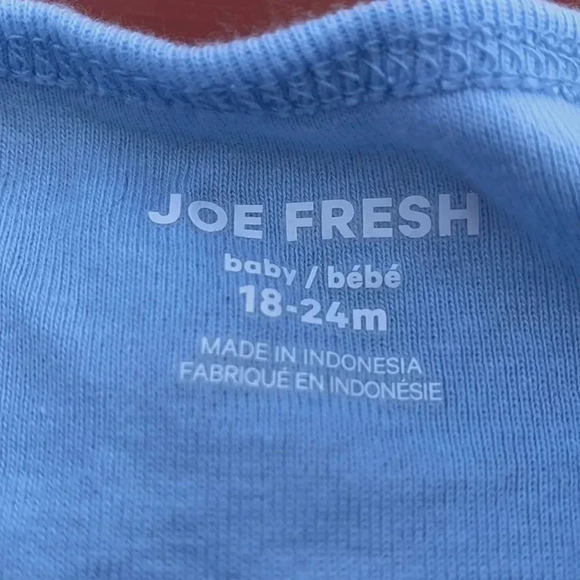 JOE FRESH
baby / bébé
18-24m
MADE IN INDONESIA
FABRIQUÉ EN INDONÉSIE